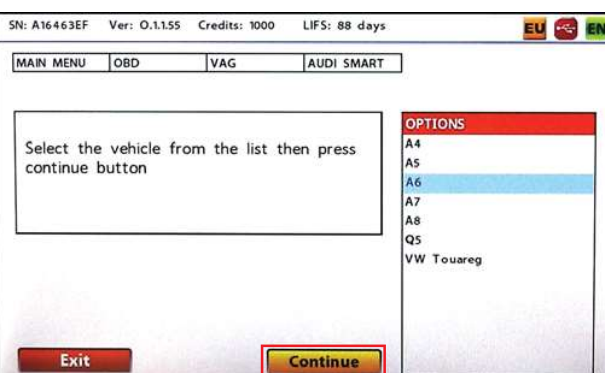 SN: A16463EF Ver: O.1.1.55 Credits: 1000 LIFS: 88 days EU EN
MAIN MENU OBD VAG AUDI SMART
Select the vehicle from the list then press
continue button
OPTIONS
A4
A5
A6
A7
A8
Q5
VW Touareg
Exit Continue